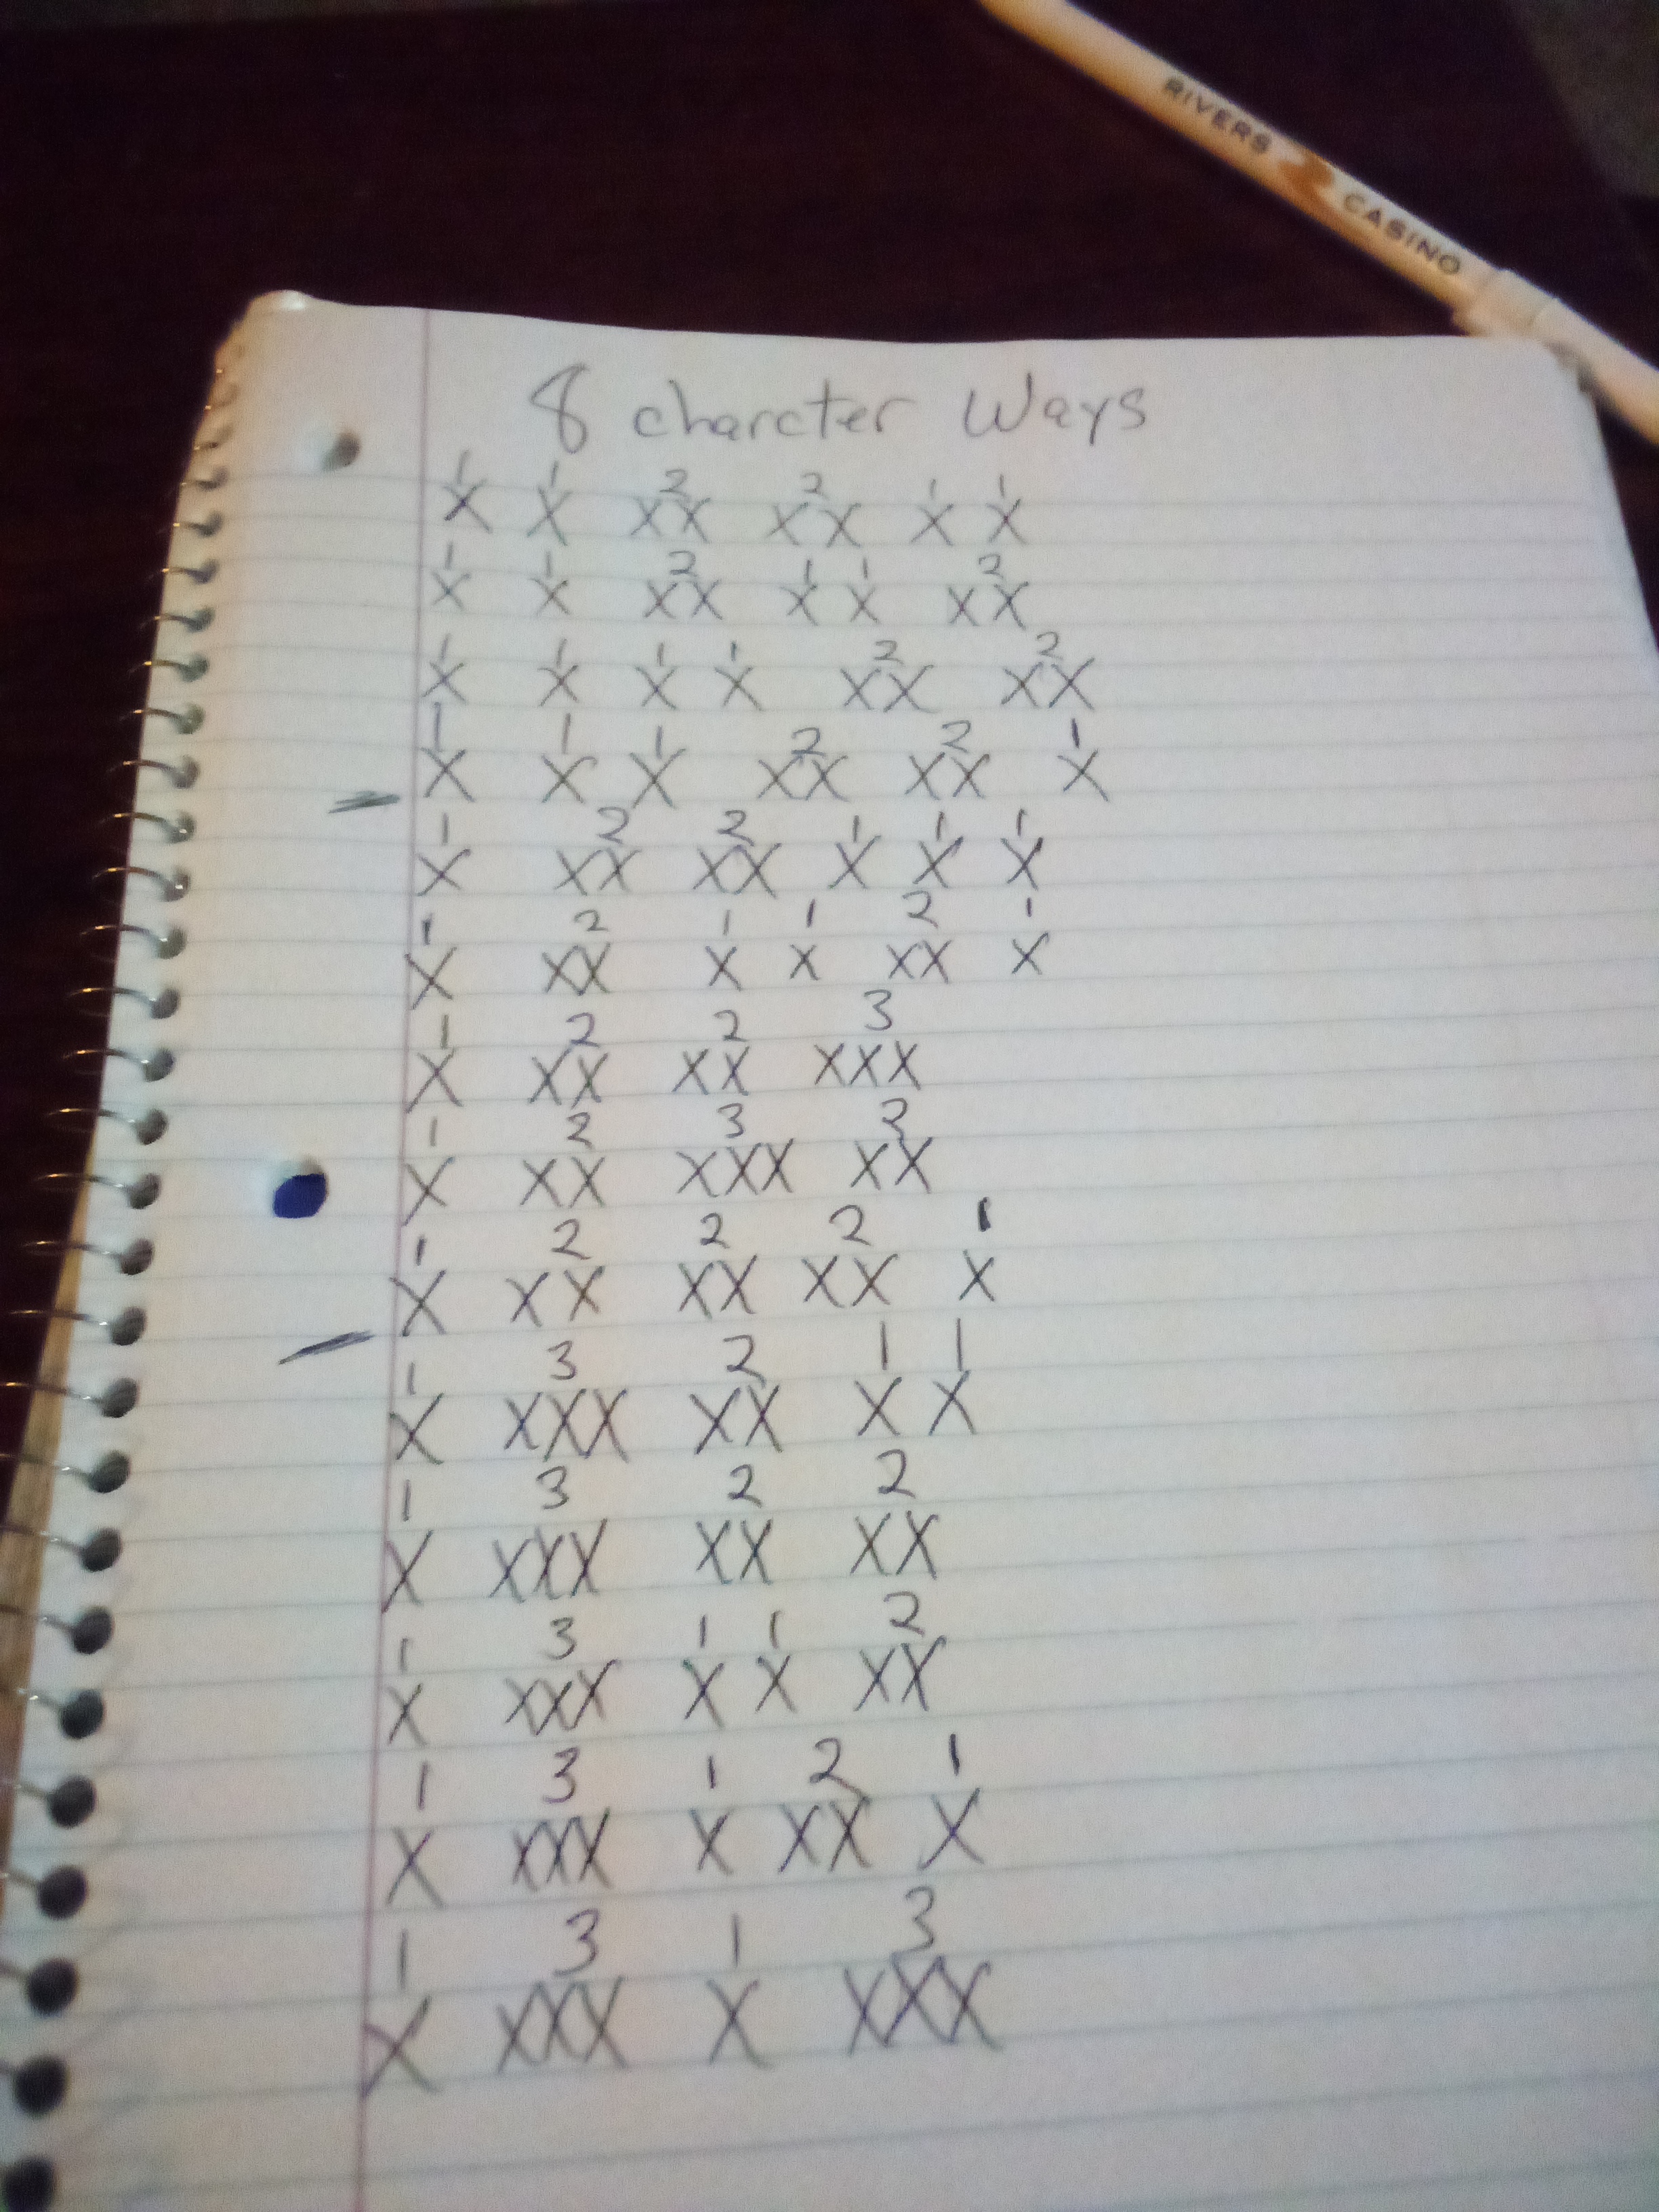 RIVERS CASINO
8 charcter Ways
1 1 2 2 1 1
X X XX XX X X
1 1 2 1 1 2
X X XX X X XX
1 1 1 1 2 2
X X X X XX XX
1 1 1 2 2 1
X X X XX XX X
1 2 2 1 1 1
X XX XX X X X
1 2 1 1 2 1
X XX X X XX X
1 2 2 3
X XX XX XXX
1 2 3 2
X XX XXX XX
1 2 2 2 1
X XX XX XX X
1 3 2 1 1
X XXX XX X X
1 3 2 2
X XXX XX XX
1 3 1 1 2
X XXX X X XX
1 3 1 2 1
X XXX X XX X
1 3 1 3
X XXX X XXX